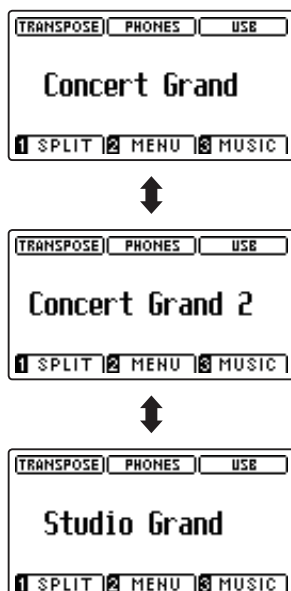 TRANSPOSE PHONES USB
Concert Grand
1 SPLIT 2 MENU 3 MUSIC
TRANSPOSE PHONES USB
Concert Grand 2
1 SPLIT 2 MENU 3 MUSIC
TRANSPOSE PHONES USB
Studio Grand
1 SPLIT 2 MENU 3 MUSIC